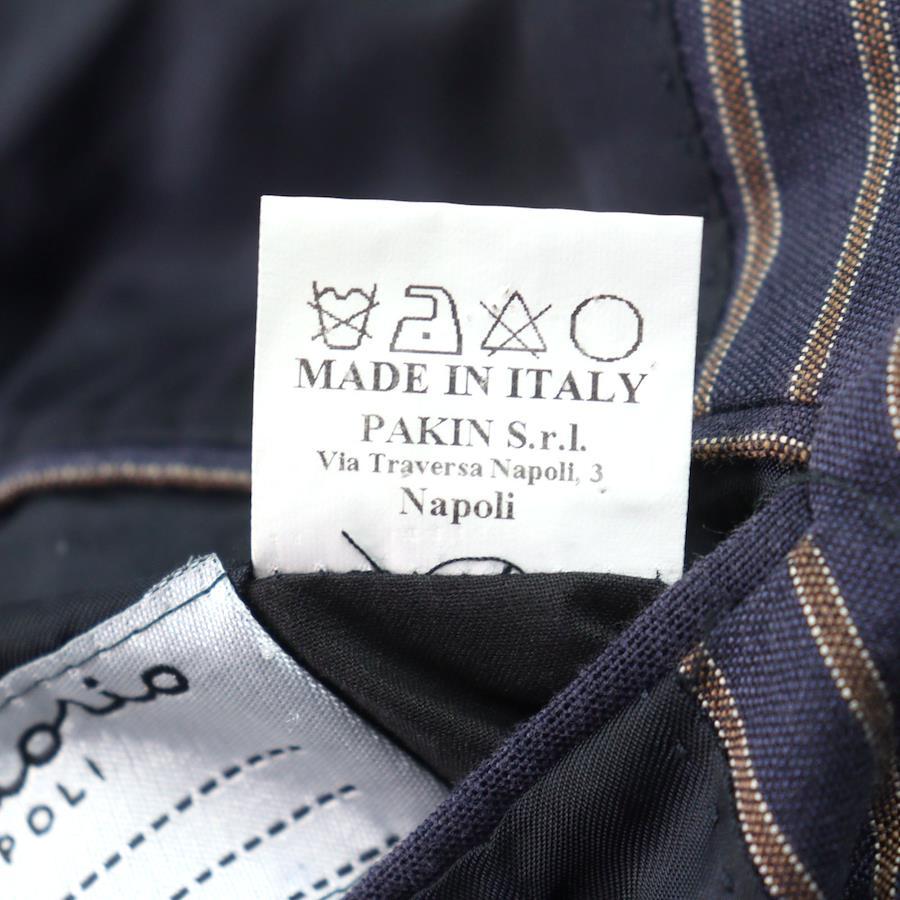 MADE IN ITALY
PAKIN S.r.l.
Via Traversa Napoli, 3
Napoli